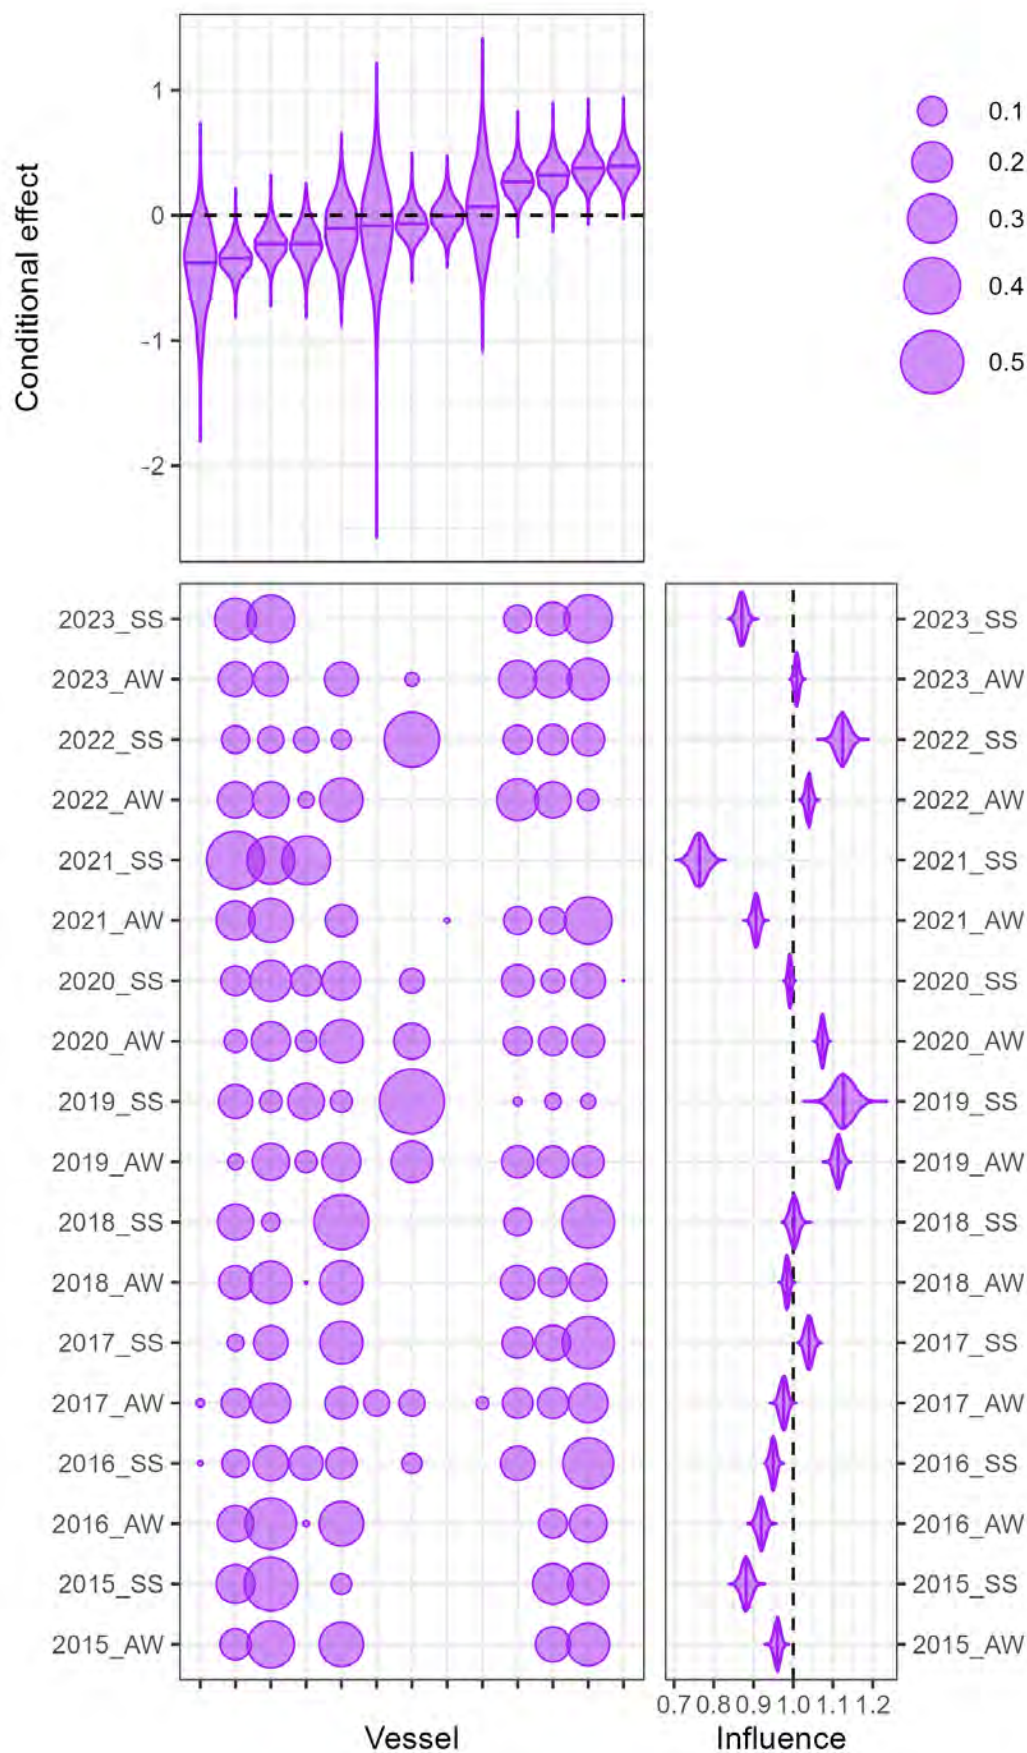 Conditional effect
1
0
-1
-2
0.1
0.2
0.3
0.4
0.5
2023_SS 2023_SS
2023_AW 2023_AW
2022_SS 2022_SS
2022_AW 2022_AW
2021_SS 2021_SS
2021_AW 2021_AW
2020_SS 2020_SS
2020_AW 2020_AW
2019_SS 2019_SS
2019_AW 2019_AW
2018_SS 2018_SS
2018_AW 2018_AW
2017_SS 2017_SS
2017_AW 2017_AW
2016_SS 2016_SS
2016_AW 2016_AW
2015_SS 2015_SS
2015_AW 2015_AW
0.7 0.8 0.9 1.0 1.1 1.2
Vessel Influence